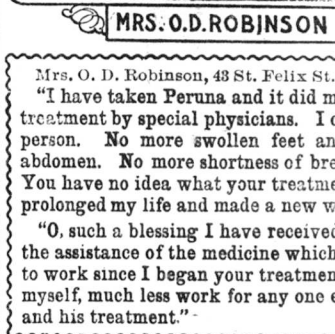 MRS. O. D. ROBINSON
Mrs. O. D. Robinson, 43 St. Felix St.
"I have taken Peruna and it did m
treatment by special physicians. I
person. No more swollen feet an
abdomen. No more shortness of bre
You have no idea what your treatme
prolonged my life and made a new w
"O, such a blessing I have received
the assistance of the medicine which
to work since I began your treatmen
myself, much less work for any one
and his treatment."